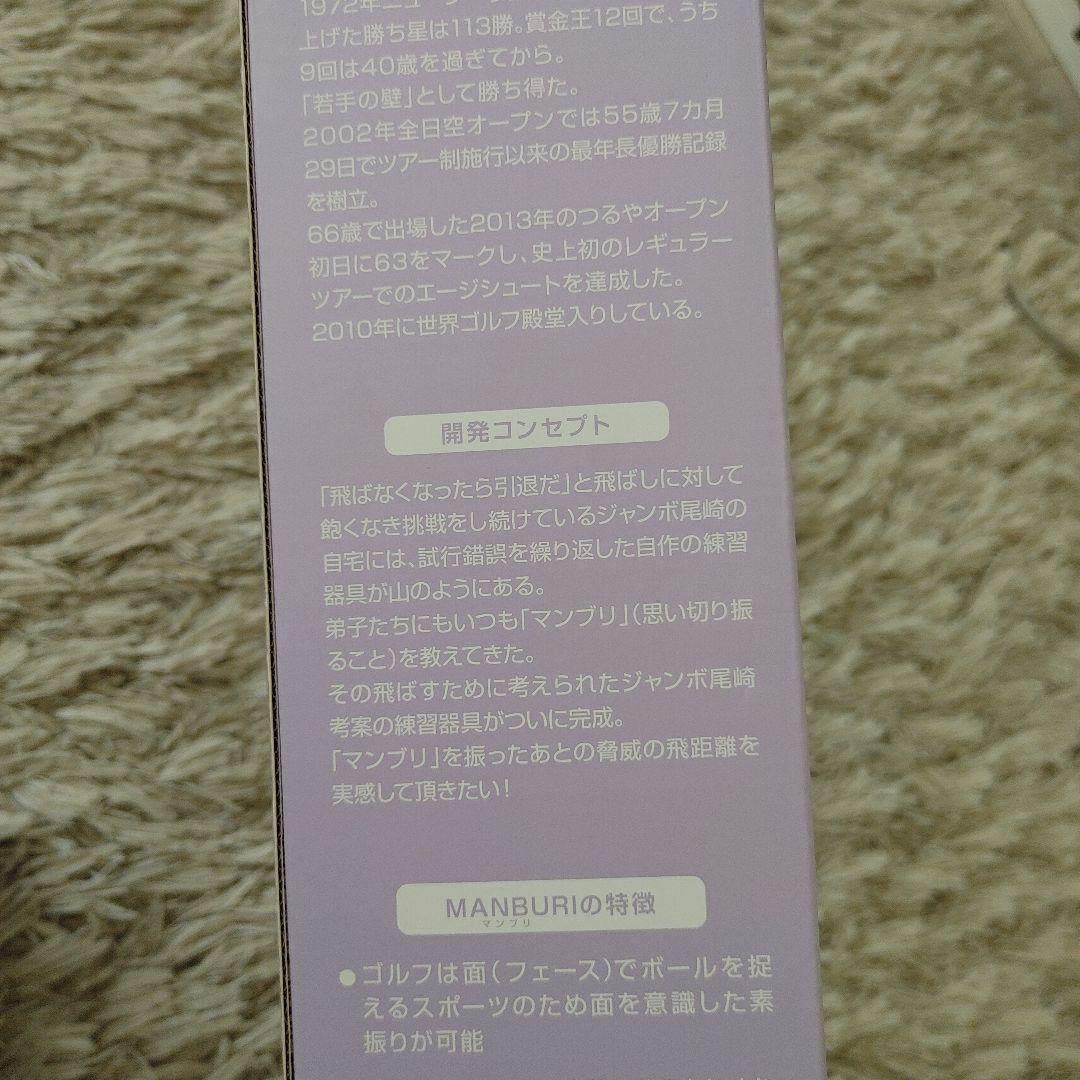 1972年ニュー
上げた勝ち星は113勝。賞金王12回で、うち
9回は40歳を過ぎてから。
「若手の壁」として勝ち得た。
2002年全日空オープンでは55歳7カ月
29日でツアー制施行以来の最年長優勝記録
を樹立。
66歳で出場した2013年のつるやオープン
初日に63をマークし、史上初のレギュラー
ツアーでのエージシュートを達成した。
2010年に世界ゴルフ殿堂入りしている。
開発コンセプト
「飛ばなくなったら引退だ」と飛ばしに対して
飽くなき挑戦をし続けているジャンボ尾崎の
自宅には、試行錯誤を繰り返した自作の練習
器具が山のようにある。
弟子たちにもいつも「マンブリ」(思い切り振
ること)を教えてきた。
その飛ばすために考えられたジャンボ尾崎
考案の練習器具がついに完成。
「マンブリ」を振ったあとの脅威の飛距離を
実感して頂きたい!
MANBURIの特徴
マンブリ
●ゴルフは面(フェース)でボールを捉
えるスポーツのため面を意識した素
振りが可能